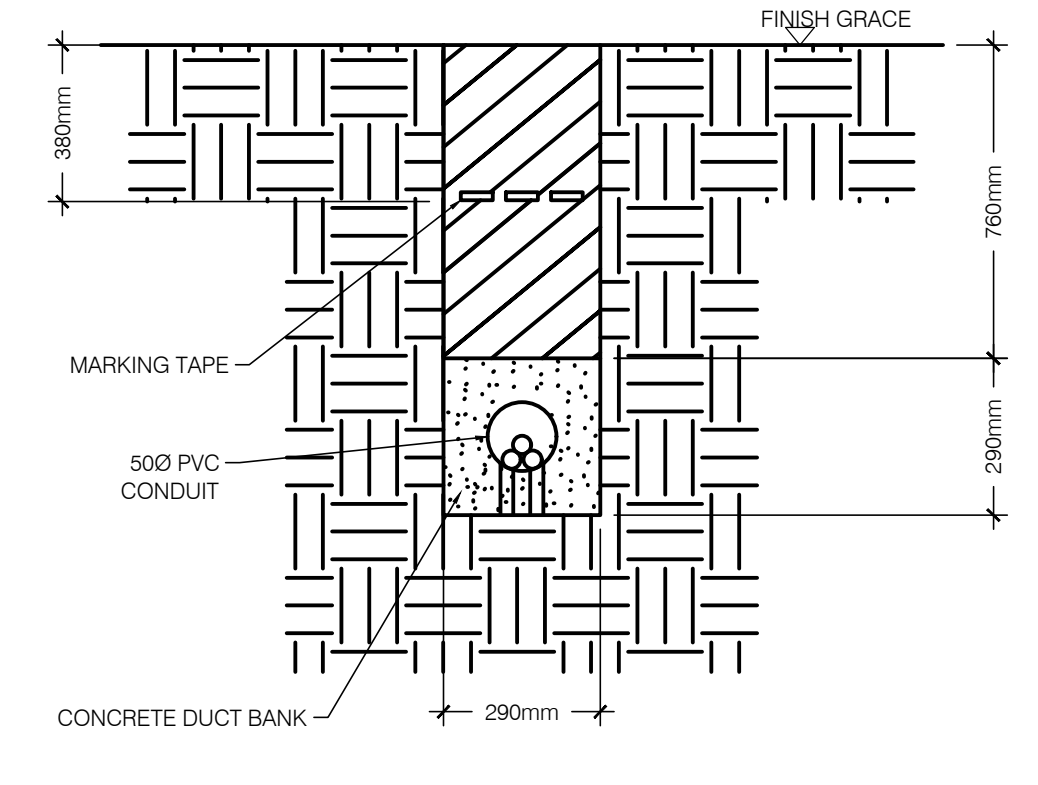 FINISH GRACE
380mm
760mm
MARKING TAPE
290mm
50Ø PVC
CONDUIT
CONCRETE DUCT BANK
290mm